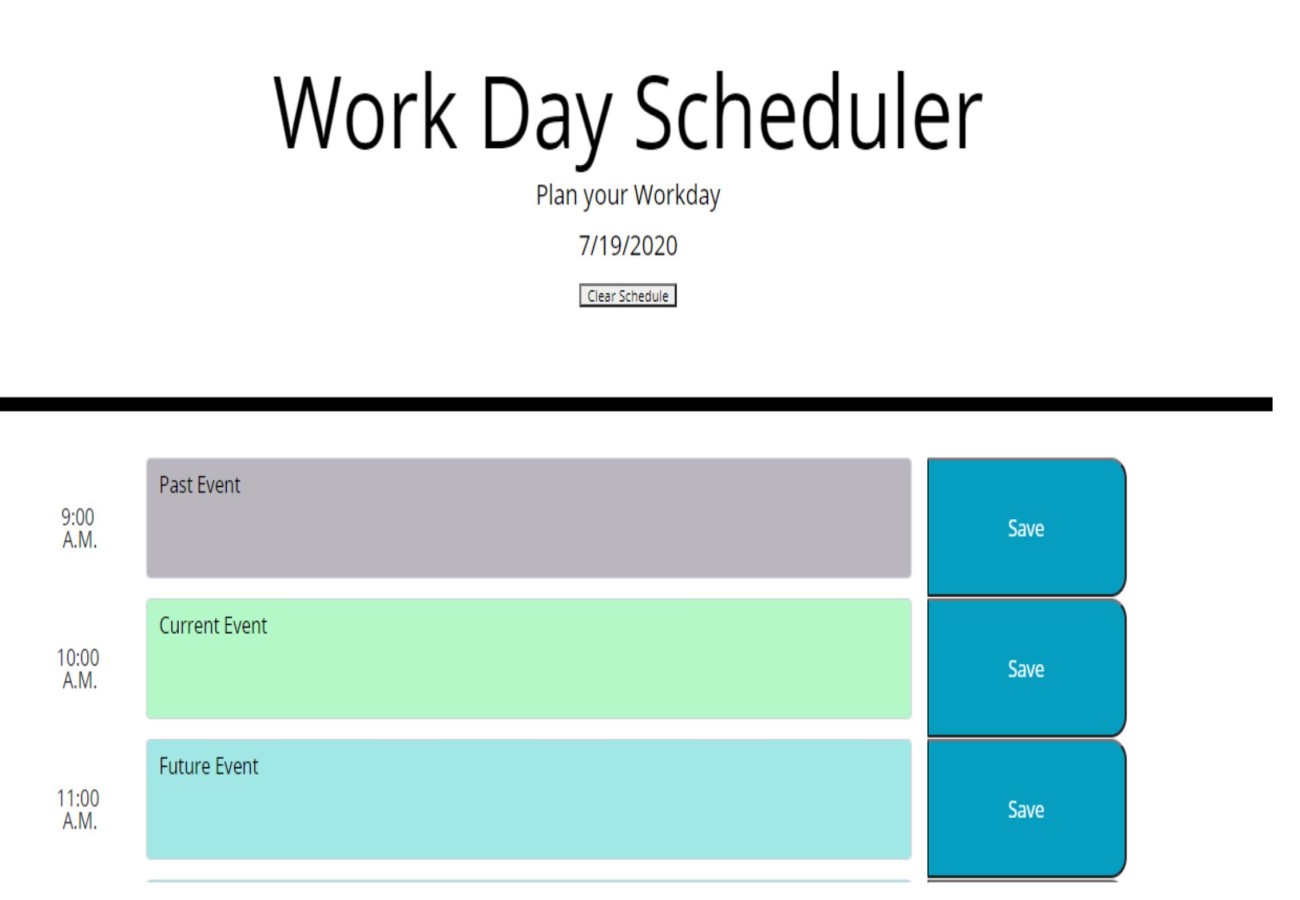 Work Day Scheduler
Plan your Workday
7/19/2020
Clear Schedule
Past Event
9:00
A.M.
Save
Current Event
10:00
A.M.
Save
Future Event
11:00
A.M.
Save